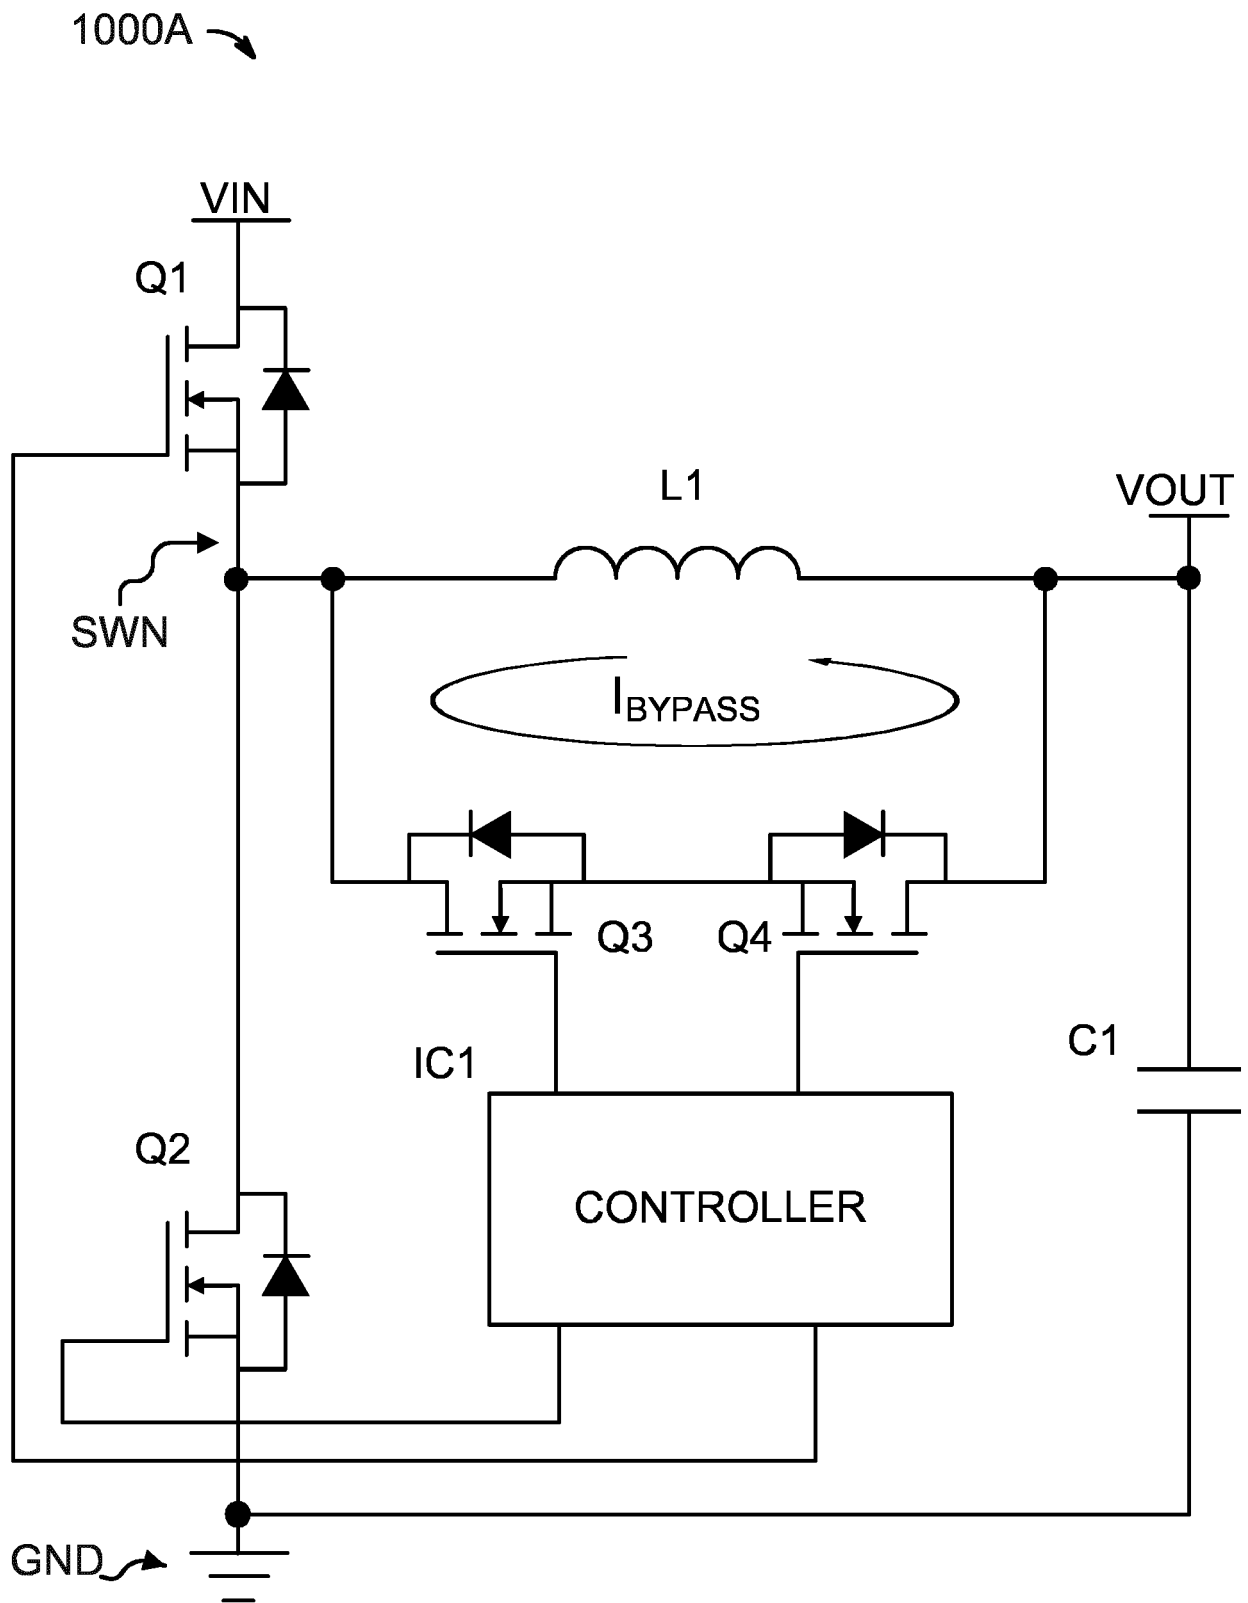 1000A
VIN
Q1
L1
VOUT
SWN
IBYPASS
Q3
Q4
C1
IC1
Q2
CONTROLLER
GND